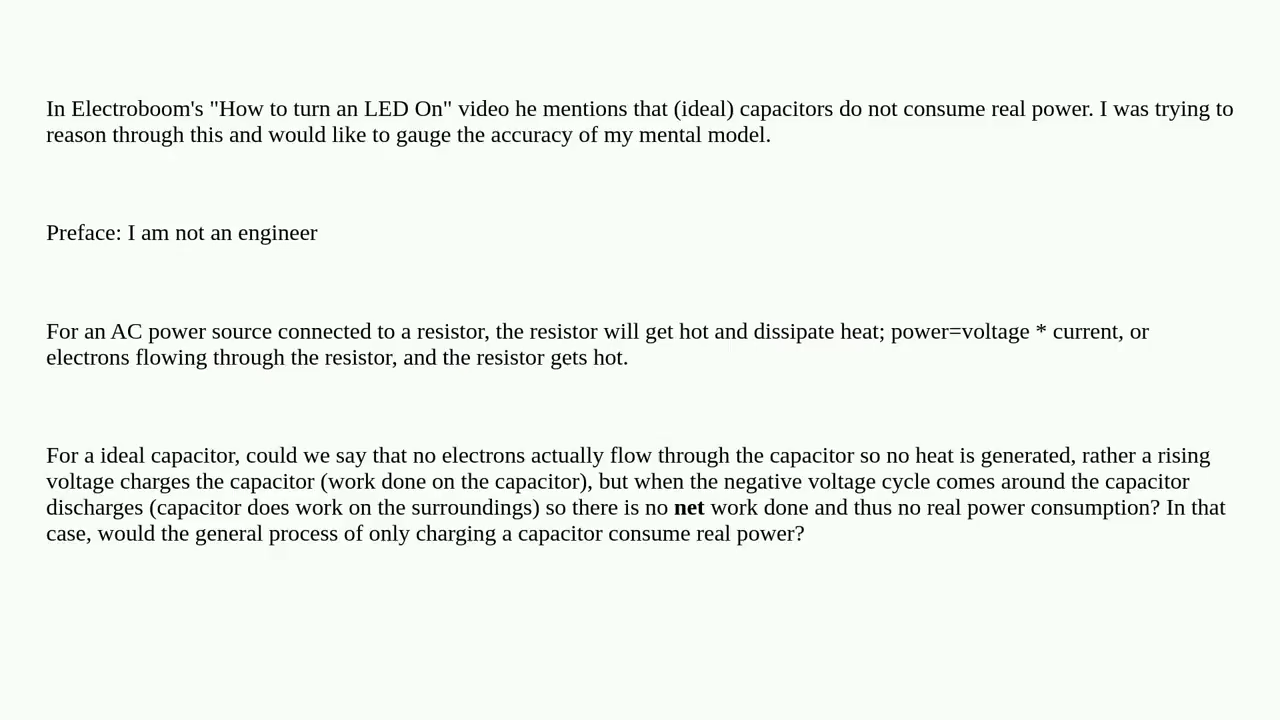 In Electroboom's "How to turn an LED On" video he mentions that (ideal) capacitors do not consume real power. I was trying to
reason through this and would like to gauge the accuracy of my mental model.
Preface: I am not an engineer
For an AC power source connected to a resistor, the resistor will get hot and dissipate heat; power=voltage * current, or
electrons flowing through the resistor, and the resistor gets hot.
For a ideal capacitor, could we say that no electrons actually flow through the capacitor so no heat is generated, rather a rising
voltage charges the capacitor (work done on the capacitor), but when the negative voltage cycle comes around the capacitor
discharges (capacitor does work on the surroundings) so there is no net work done and thus no real power consumption? In that
case, would the general process of only charging a capacitor consume real power?